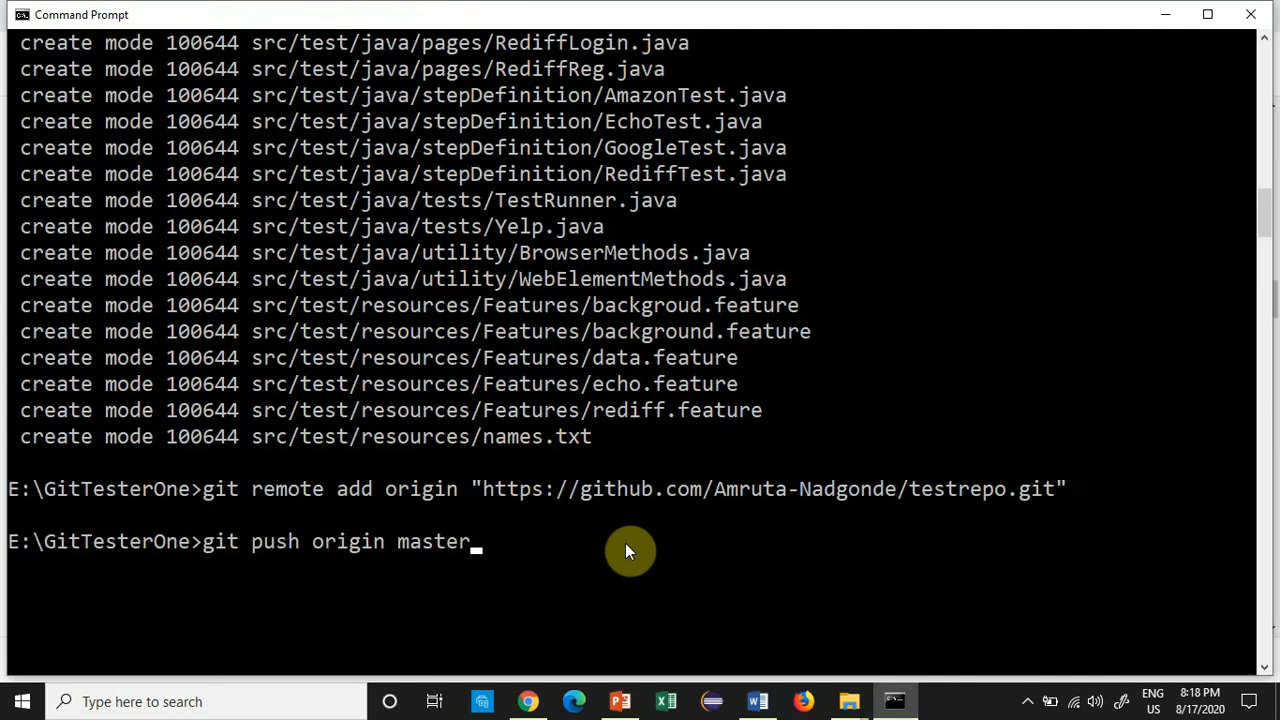 Command Prompt
create mode 100644 src/test/java/pages/RediffLogin.java
create mode 100644 src/test/java/pages/RediffReg.java
create mode 100644 src/test/java/stepDefinition/AmazonTest.java
create mode 100644 src/test/java/stepDefinition/EchoTest.java
create mode 100644 src/test/java/stepDefinition/GoogleTest.java
create mode 100644 src/test/java/stepDefinition/RediffTest.java
create mode 100644 src/test/java/tests/TestRunner.java
create mode 100644 src/test/java/tests/Yelp.java
create mode 100644 src/test/java/utility/BrowserMethods.java
create mode 100644 src/test/java/utility/WebElementMethods.java
create mode 100644 src/test/resources/Features/backgroud.feature
create mode 100644 src/test/resources/Features/background.feature
create mode 100644 src/test/resources/Features/data.feature
create mode 100644 src/test/resources/Features/echo.feature
create mode 100644 src/test/resources/Features/rediff.feature
create mode 100644 src/test/resources/names.txt
E:\GitTesterOne>git remote add origin "https://github.com/Amruta-Nadgonde/testrepo.git"
E:\GitTesterOne>git push origin master
Type here to search
ENG
US
8:18 PM
8/17/2020